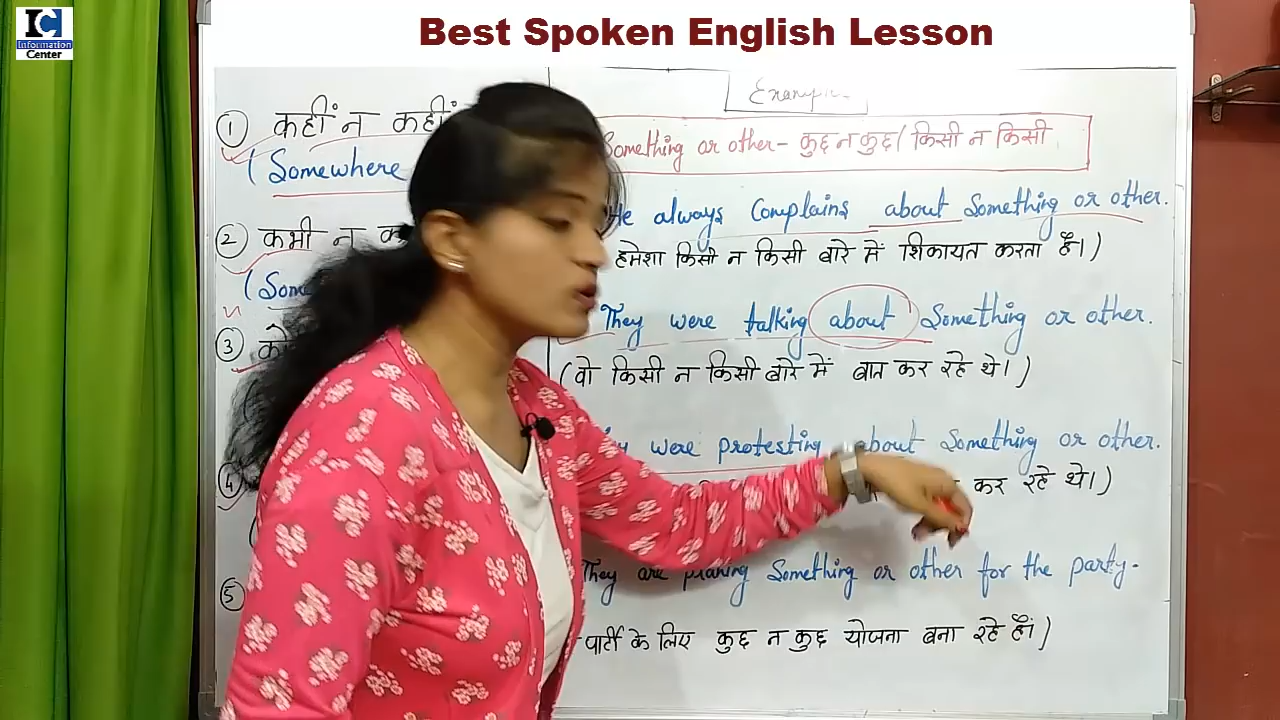 IC
Information
Center
Best Spoken English Lesson
① कहीं न कहीं
(Somewhere
② कभी न
③
④
⑤
Something or other - कुछ न कुछ / किसी न किसी
He always Complains about Something or other.
हमेशा किसी न किसी बारे में शिकायत करता है।)
They were talking about Something or other.
(वो किसी न किसी बारे में बात कर रहे थे।)
were protesting about Something or other.
कर रहे थे।)
They are planing Something or other for the party.
पार्टी के लिए कुछ न कुछ योजना बना रहे हैं।)